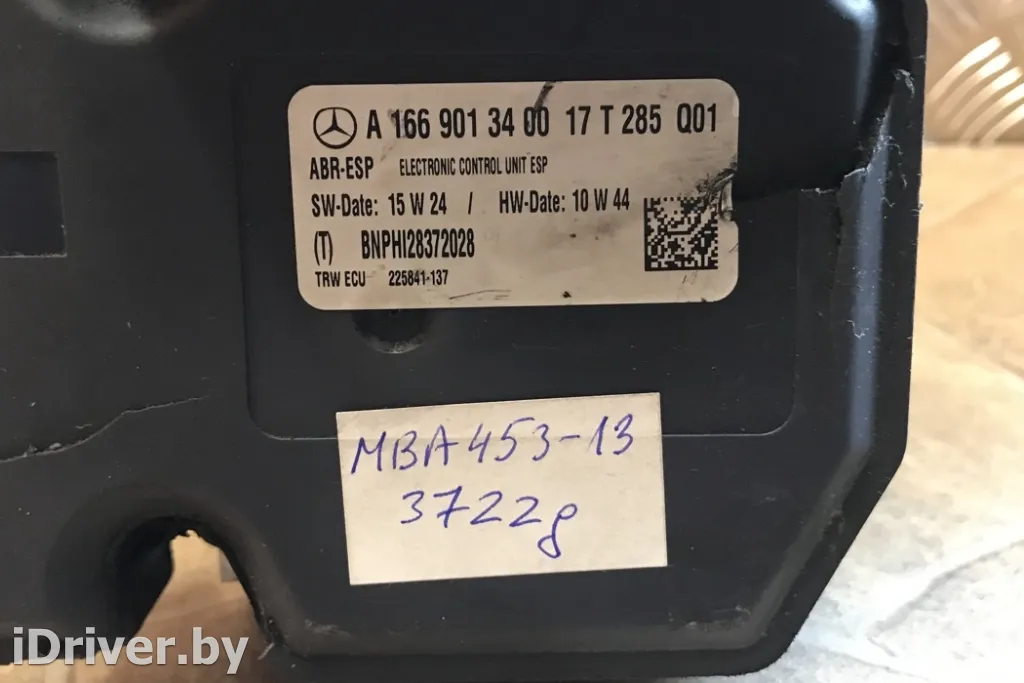 A 166 901 34 00 17 T 285 Q01
ABR-ESP ELECTRONIC CONTROL UNIT ESP
SW-Date: 15 W 24 / HW-Date: 10 W 44
(T) BNPHI28372028
TRW ECU 225841-137
MBA453-13
3722g
iDriver.by